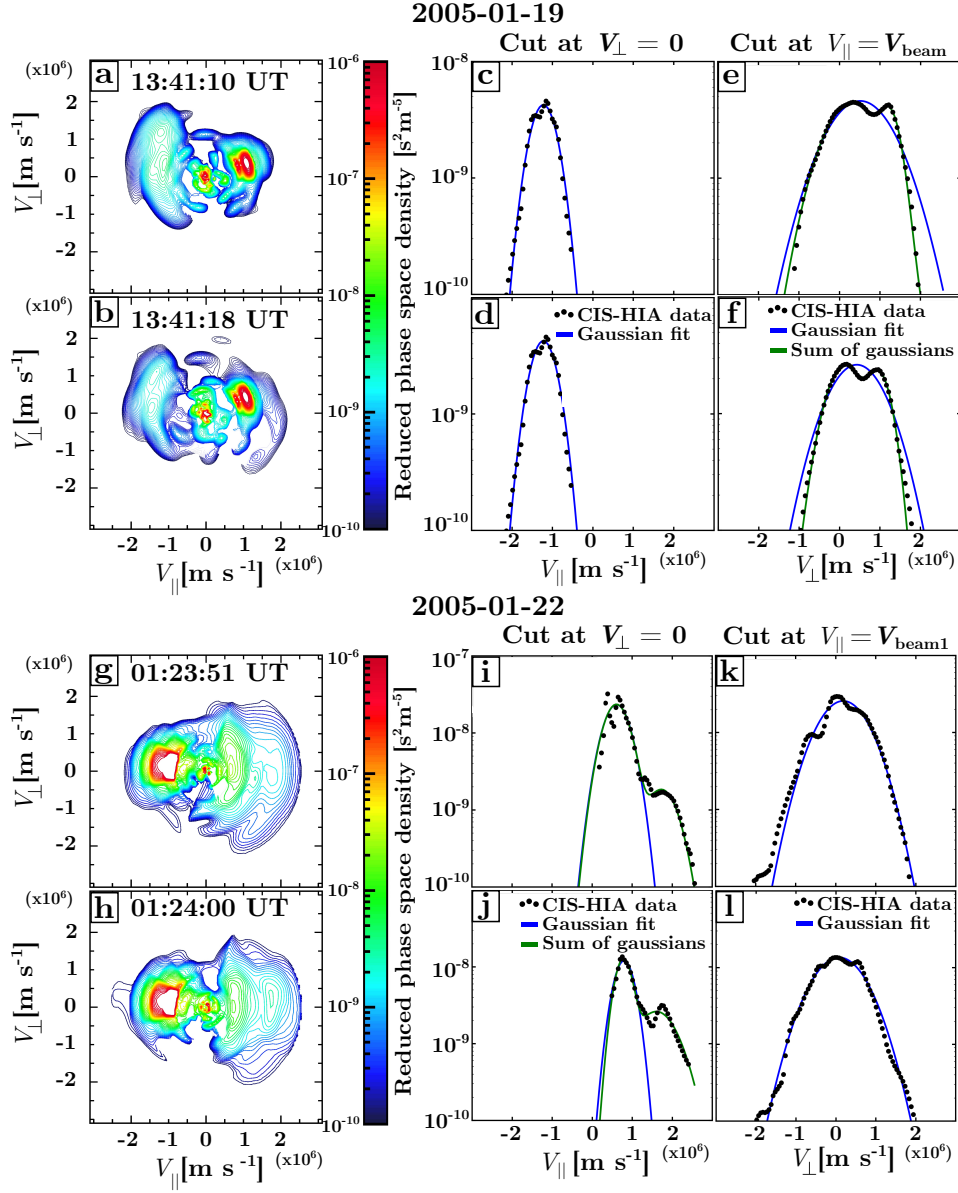 2005-01-19
Cut at V⊥ = 0
Cut at V|| = Vbeam
(x10⁶)
a 13:41:10 UT
V⊥[m s⁻¹]
2
1
0
-1
-2
10⁻⁶
10⁻⁷
10⁻⁸
10⁻⁹
10⁻¹⁰
Reduced phase space density [s²m⁻⁵]
c
10⁻⁸
10⁻⁹
10⁻¹⁰
e
(x10⁶)
b 13:41:18 UT
V⊥[m s⁻¹]
2
1
0
-1
-2
-2 -1 0 1 2
V||[m s⁻¹] (x10⁶)
d
CIS-HIA data
Gaussian fit
10⁻⁹
10⁻¹⁰
-2 0 2
V|| [m s⁻¹] (x10⁶)
f
CIS-HIA data
Gaussian fit
Sum of gaussians
-2 -1 0 1 2
V⊥[m s⁻¹] (x10⁶)
2005-01-22
Cut at V⊥ = 0
Cut at V|| = Vbeam1
(x10⁶)
g 01:23:51 UT
V⊥[m s⁻¹]
2
1
0
-1
-2
10⁻⁶
10⁻⁷
10⁻⁸
10⁻⁹
10⁻¹⁰
Reduced phase space density [s²m⁻⁵]
i
10⁻⁷
10⁻⁸
10⁻⁹
10⁻¹⁰
k
(x10⁶)
h 01:24:00 UT
V⊥[m s⁻¹]
2
1
0
-1
-2
-2 -1 0 1 2
V||[m s⁻¹] (x10⁶)
j
CIS-HIA data
Gaussian fit
Sum of gaussians
10⁻⁸
10⁻⁹
10⁻¹⁰
-2 -1 0 1 2
V|| [m s⁻¹] (x10⁶)
l
CIS-HIA data
Gaussian fit
-2 -1 0 1 2
V⊥[m s⁻¹] (x10⁶)